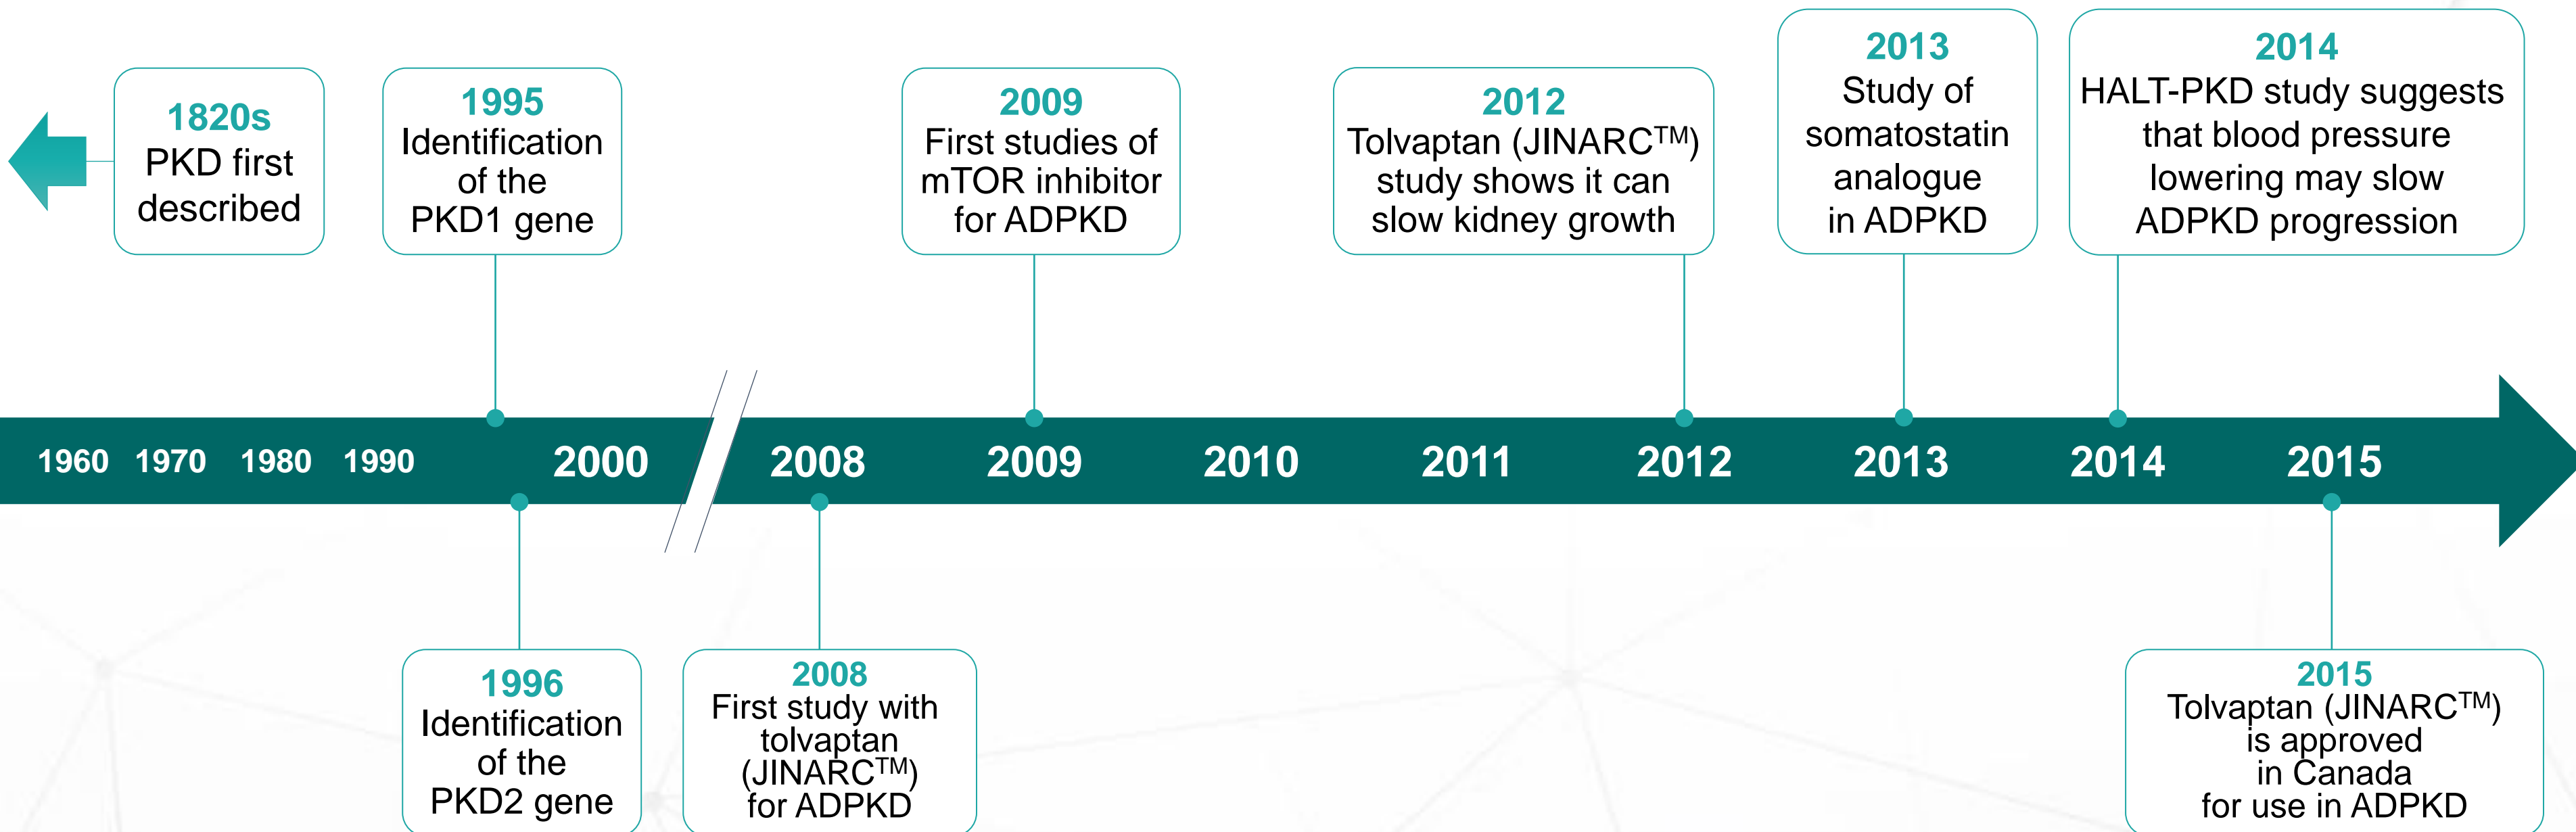 1820s
PKD first
described
1995
Identification
of the
PKD1 gene
2009
First studies of
mTOR inhibitor
for ADPKD
2012
Tolvaptan (JINARC™)
study shows it can
slow kidney growth
2013
Study of
somatostatin
analogue
in ADPKD
2014
HALT-PKD study suggests
that blood pressure
lowering may slow
ADPKD progression
1960 1970 1980 1990 2000 2008 2009 2010 2011 2012 2013 2014 2015
1996
Identification
of the
PKD2 gene
2008
First study with
tolvaptan
(JINARC™)
for ADPKD
2015
Tolvaptan (JINARC™)
is approved
in Canada
for use in ADPKD